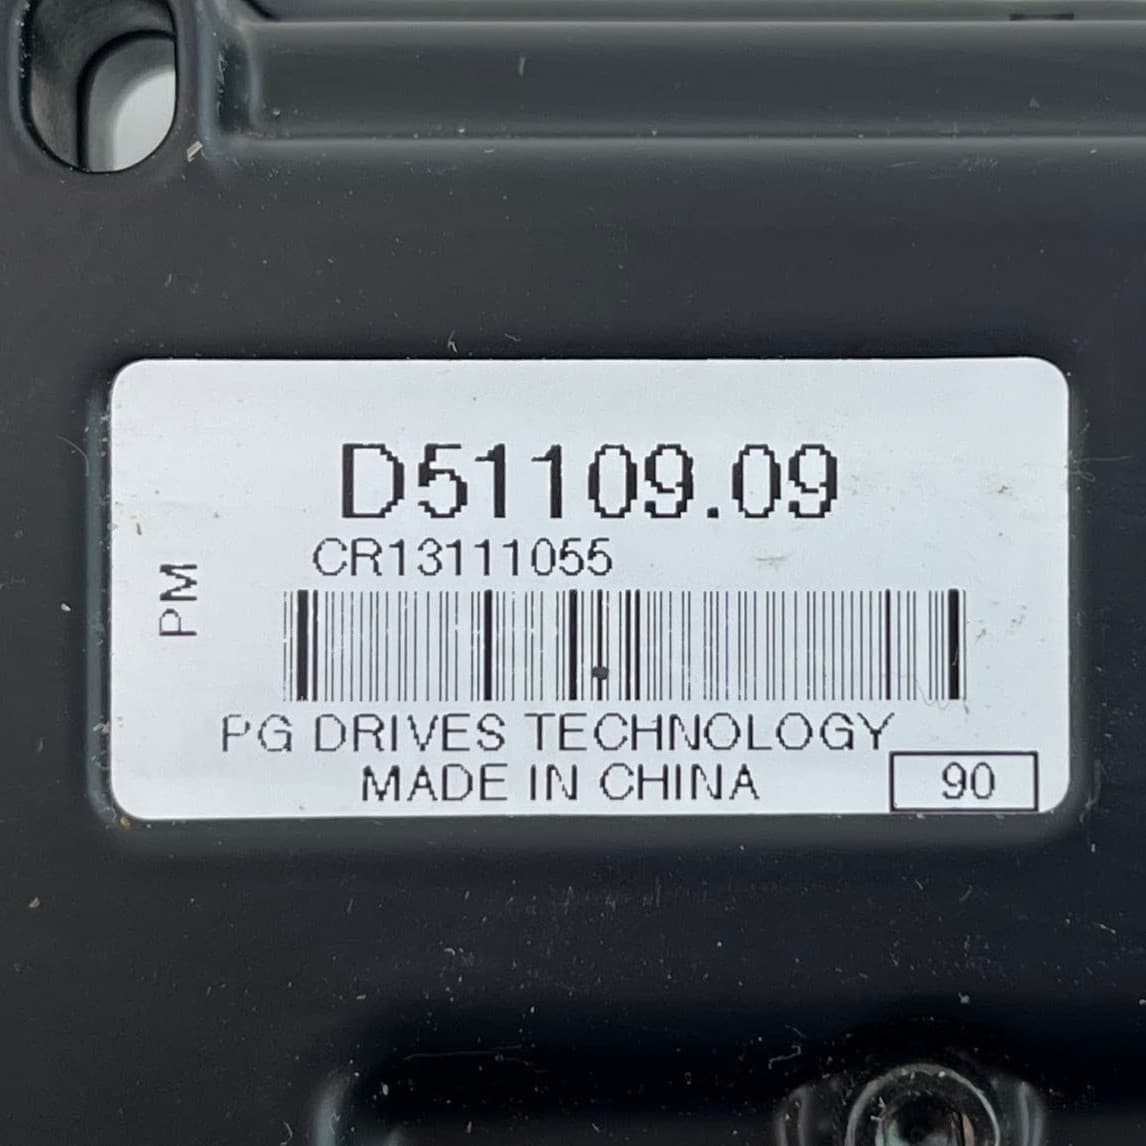 D51109.09
CR13111055
PM
PG DRIVES TECHNOLOGY
MADE IN CHINA
90